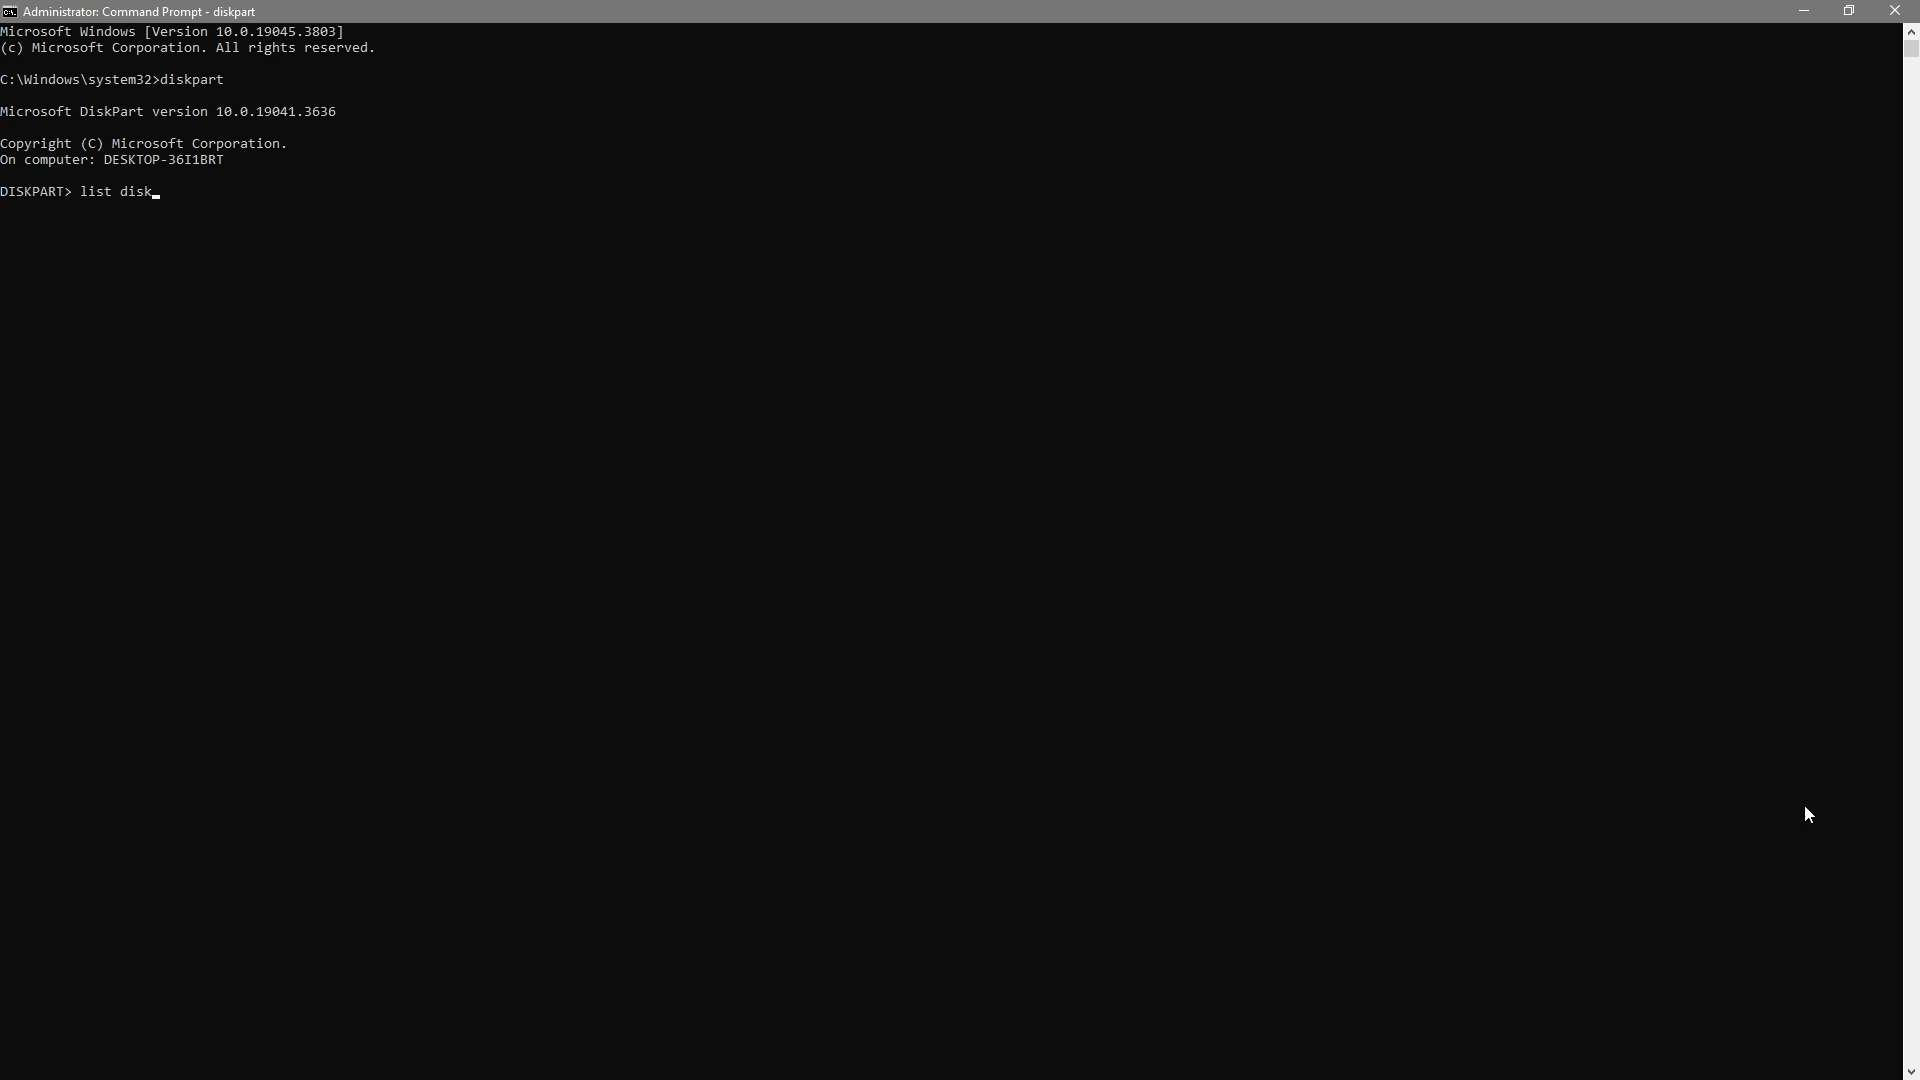 Administrator: Command Prompt - diskpart
Microsoft Windows [Version 10.0.19045.3803]
(c) Microsoft Corporation. All rights reserved.
C:\Windows\system32>diskpart
Microsoft DiskPart version 10.0.19041.3636
Copyright (C) Microsoft Corporation.
On computer: DESKTOP-36I1BRT
DISKPART> list disk